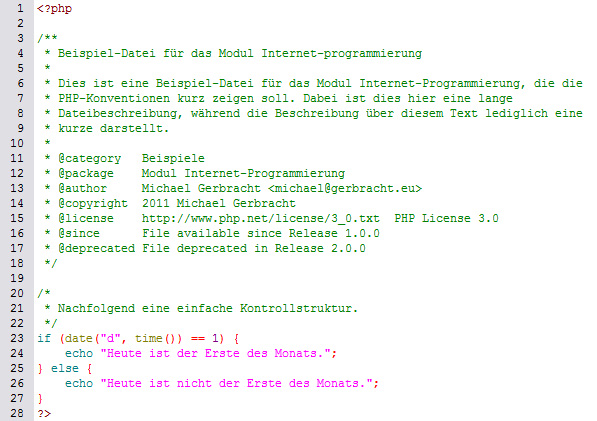 1 <?php
2
3 /**
4  * Beispiel-Datei für das Modul Internet-programmierung
5  *
6  * Dies ist eine Beispiel-Datei für das Modul Internet-Programmierung, die die
7  * PHP-Konventionen kurz zeigen soll. Dabei ist dies hier eine lange
8  * Dateibeschreibung, während die Beschreibung über diesem Text lediglich eine
9  * kurze darstellt.
10  *
11  * @category   Beispiele
12  * @package    Modul Internet-Programmierung
13  * @author     Michael Gerbracht <michael@gerbracht.eu>
14  * @copyright  2011 Michael Gerbracht
15  * @license    http://www.php.net/license/3_0.txt  PHP License 3.0
16  * @since      File available since Release 1.0.0
17  * @deprecated File deprecated in Release 2.0.0
18  */
19
20 /*
21  * Nachfolgend eine einfache Kontrollstruktur.
22  */
23 if (date("d", time()) == 1) {
24     echo "Heute ist der Erste des Monats.";
25 } else {
26     echo "Heute ist nicht der Erste des Monats.";
27 }
28 ?>